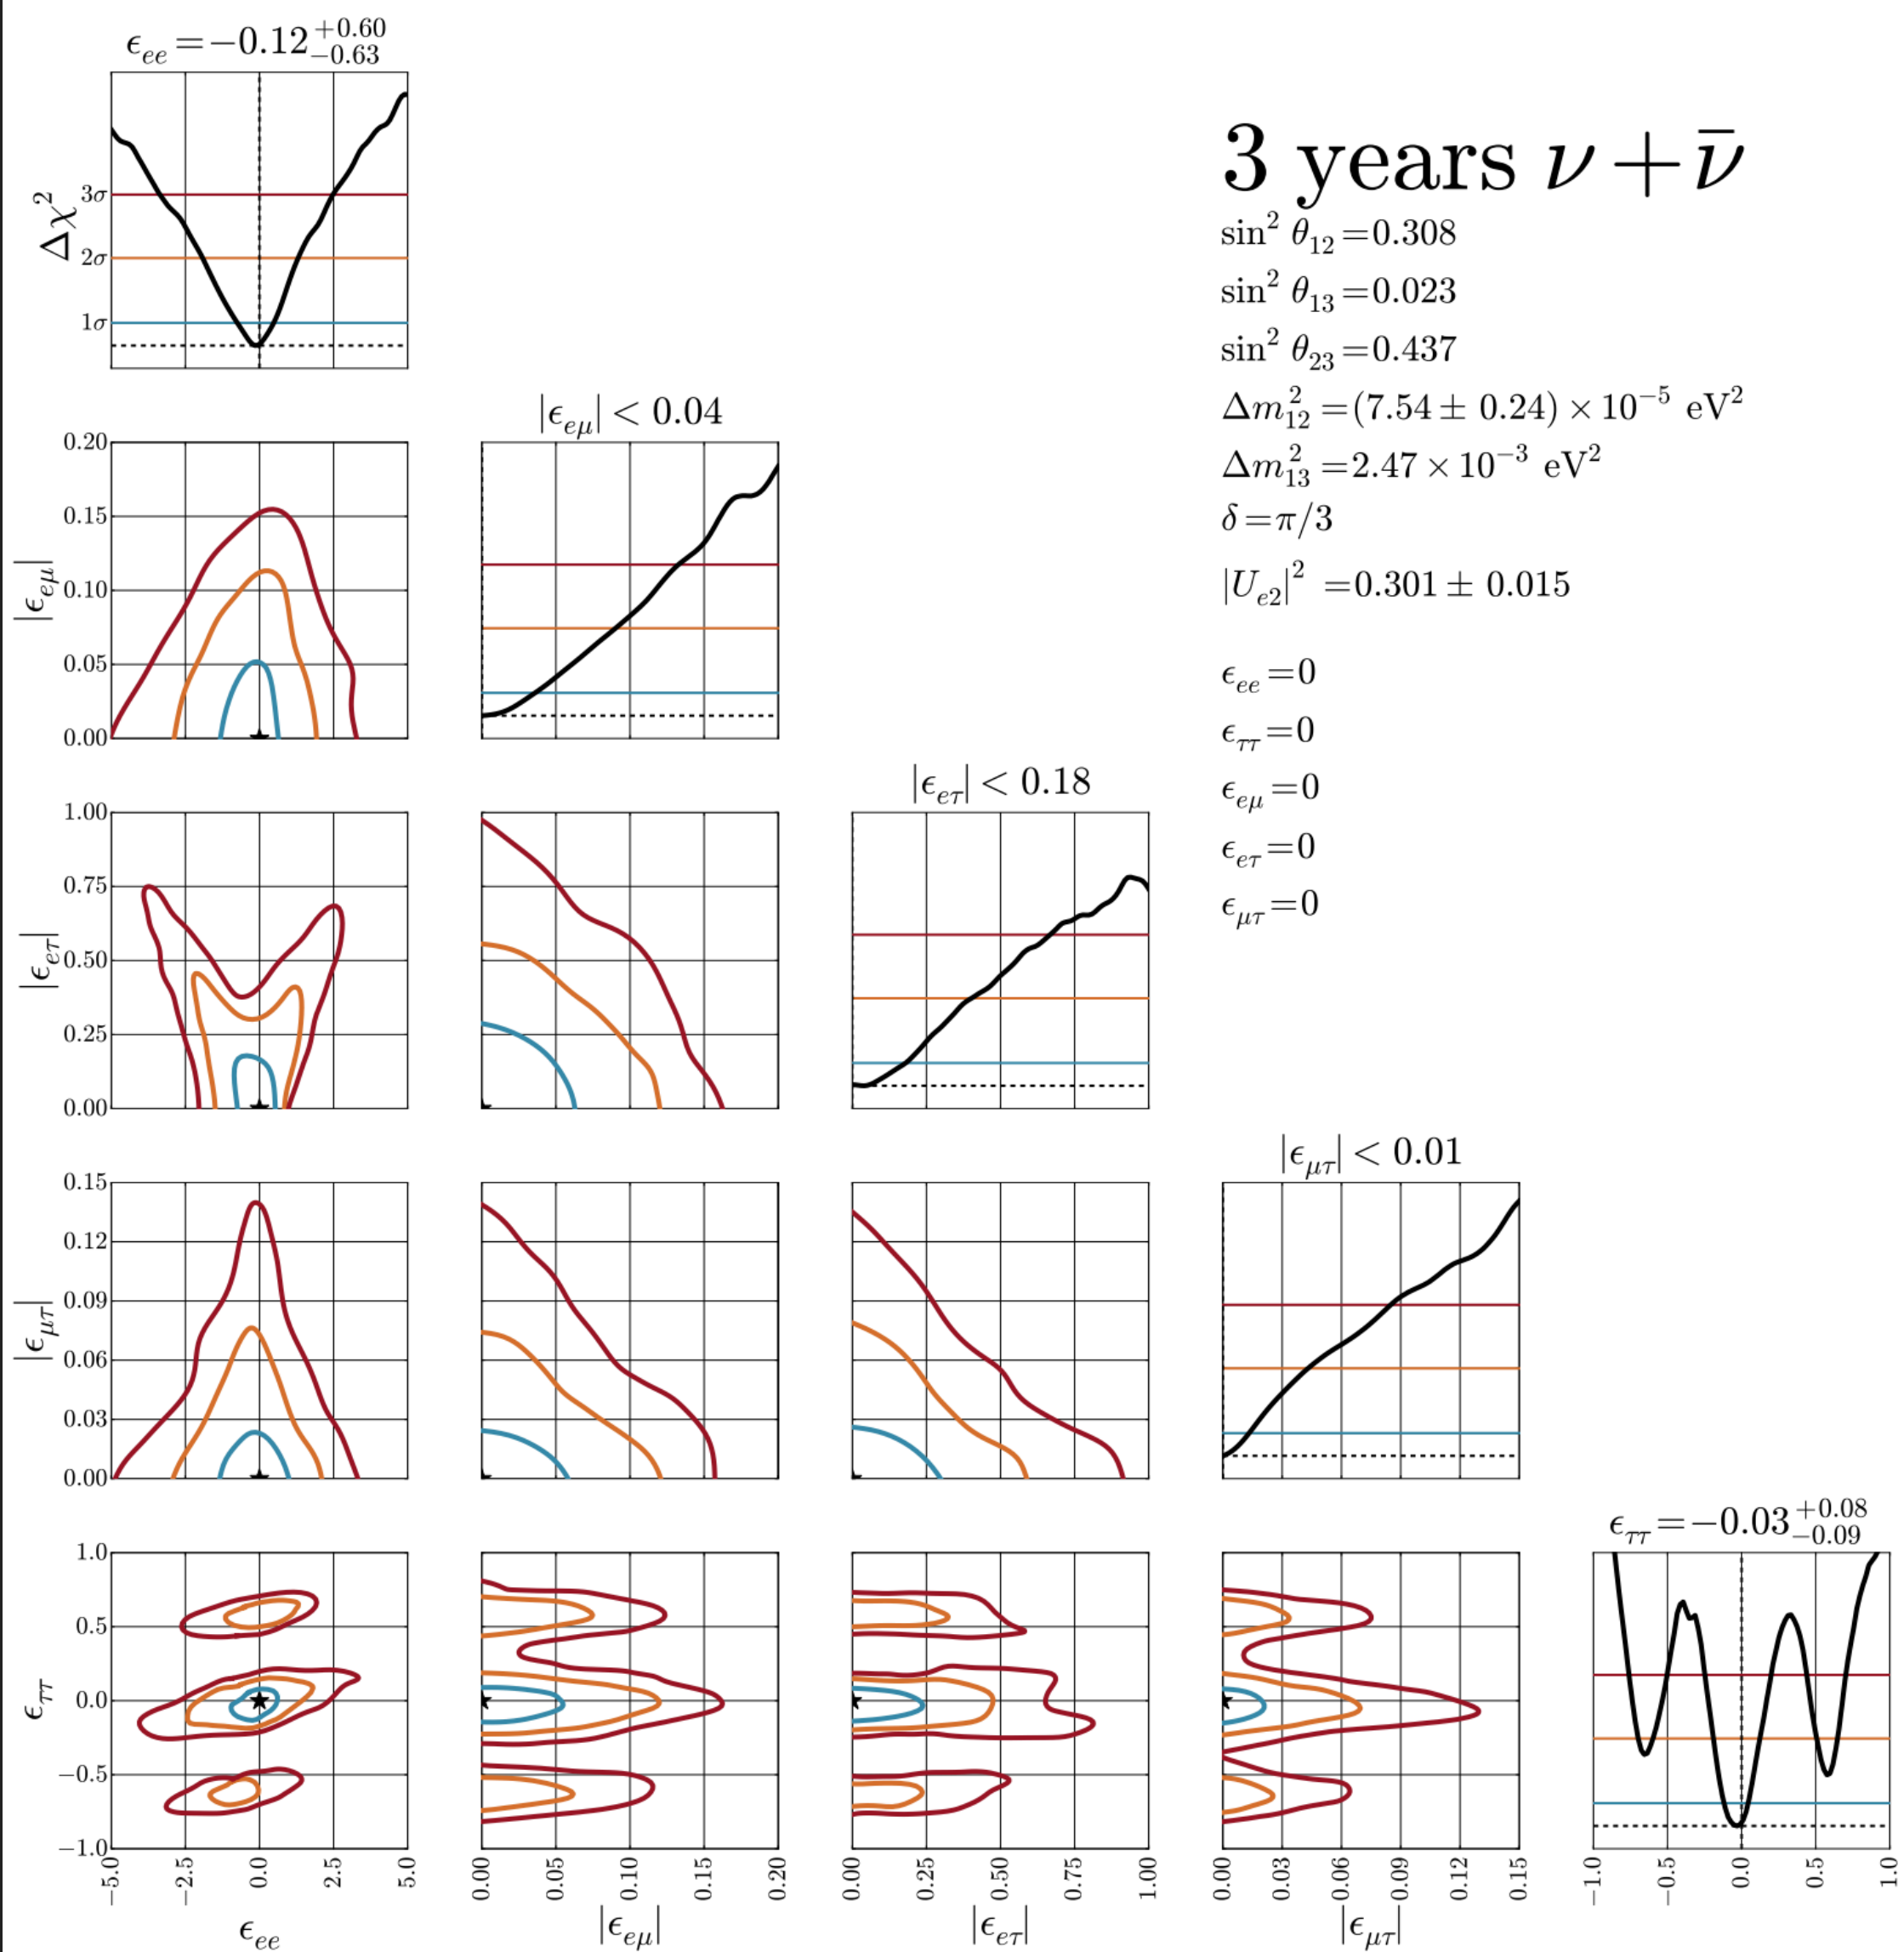 ϵ_ee = −0.12 +0.60 −0.63
Δχ²
3σ
2σ
1σ
3 years ν + ν̄
sin² θ₁₂ = 0.308
sin² θ₁₃ = 0.023
sin² θ₂₃ = 0.437
Δm²₁₂ = (7.54 ± 0.24) × 10⁻⁵ eV²
Δm²₁₃ = 2.47 × 10⁻³ eV²
δ = π/3
|U_e2|² = 0.301 ± 0.015
ϵ_ee = 0
ϵ_ττ = 0
ϵ_eμ = 0
ϵ_eτ = 0
ϵ_μτ = 0
|ϵ_eμ| < 0.04
|ϵ_eμ|
0.20
0.15
0.10
0.05
0.00
|ϵ_eτ| < 0.18
|ϵ_eτ|
1.00
0.75
0.50
0.25
0.00
|ϵ_μτ| < 0.01
|ϵ_μτ|
0.15
0.12
0.09
0.06
0.03
0.00
ϵ_ττ = −0.03 +0.08 −0.09
ϵ_ττ
1.0
0.5
0.0
−0.5
−1.0
−5.0 −2.5 0.0 2.5 5.0
0.00 0.05 0.10 0.15 0.20
0.00 0.25 0.50 0.75 1.00
0.00 0.03 0.06 0.09 0.12 0.15
−1.0 −0.5 0.0 0.5 1.0
ϵ_ee
|ϵ_eμ|
|ϵ_eτ|
|ϵ_μτ|